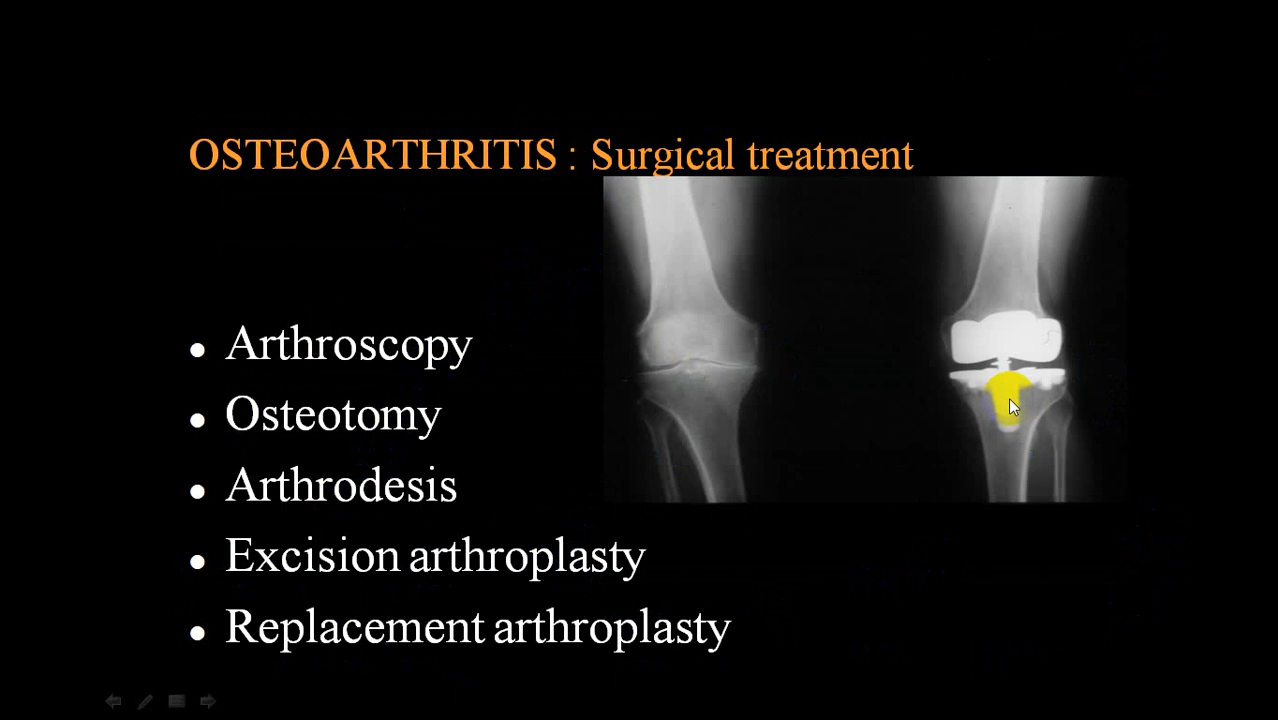 OSTEOARTHRITIS : Surgical treatment
Arthroscopy
Osteotomy
Arthrodesis
Excision arthroplasty
Replacement arthroplasty